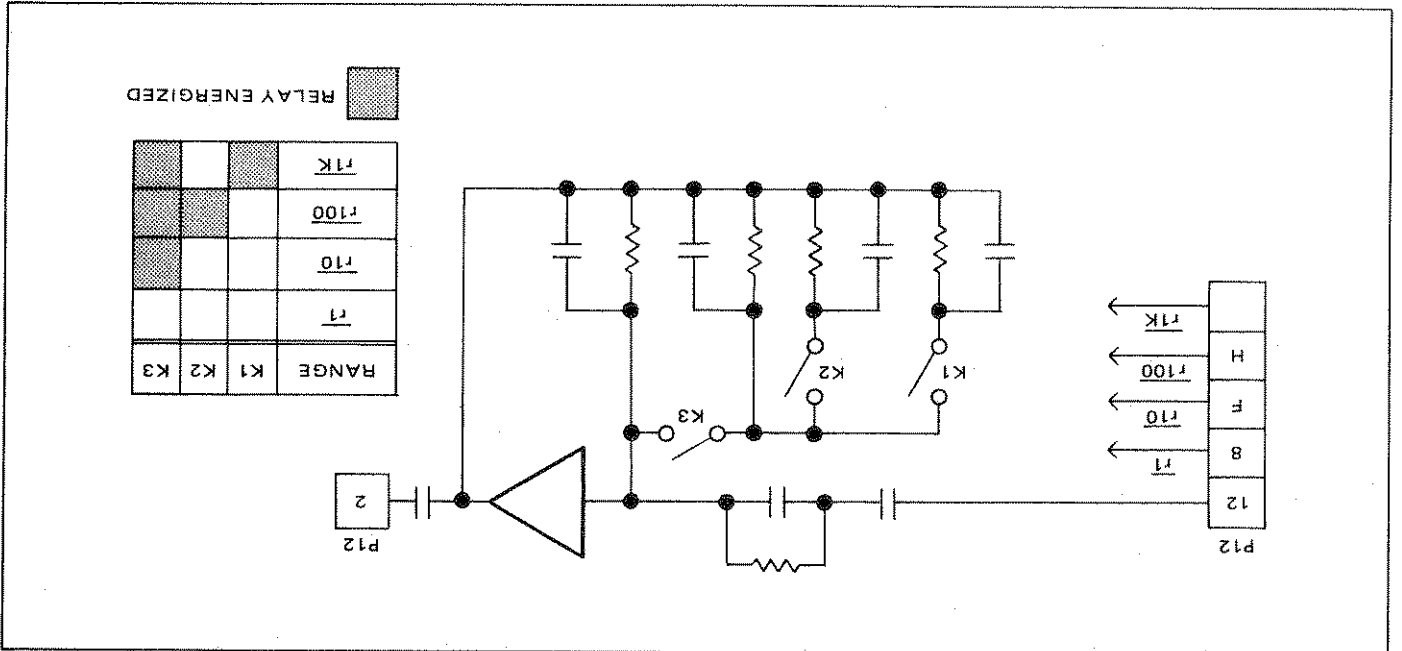 P12
12
8 r1
F r10
H r100
r1K
K1
K2
K3
P12
2
RANGE K1 K2 K3
r1
r10
r100
r1K
RELAY ENERGIZED